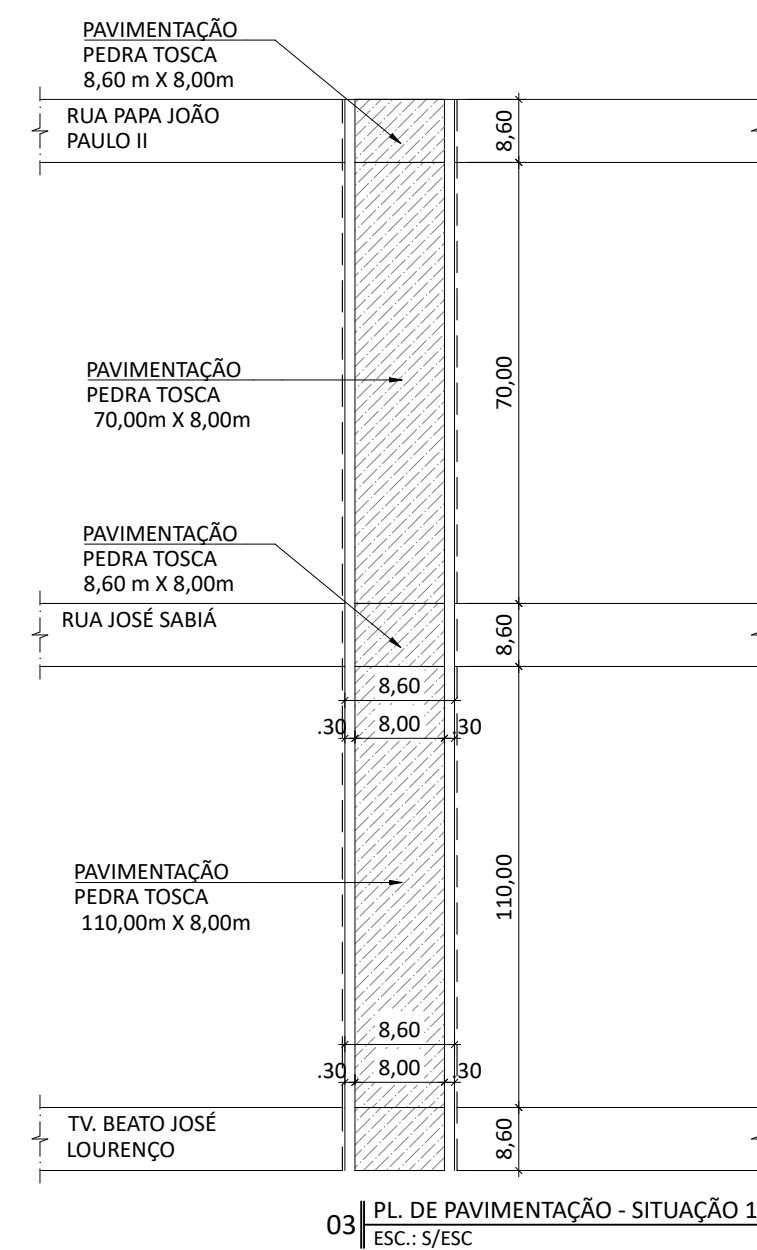 PAVIMENTAÇÃO
PEDRA TOSCA
8,60 m X 8,00m
RUA PAPA JOÃO
PAULO II
8,60
PAVIMENTAÇÃO
PEDRA TOSCA
70,00m X 8,00m
70,00
PAVIMENTAÇÃO
PEDRA TOSCA
8,60 m X 8,00m
RUA JOSÉ SABIÁ
8,60
8,60
.30 8,00 .30
PAVIMENTAÇÃO
PEDRA TOSCA
110,00m X 8,00m
110,00
8,60
.30 8,00 .30
TV. BEATO JOSÉ
LOURENÇO
8,60
03 PL. DE PAVIMENTAÇÃO - SITUAÇÃO 1
ESC.: S/ESC